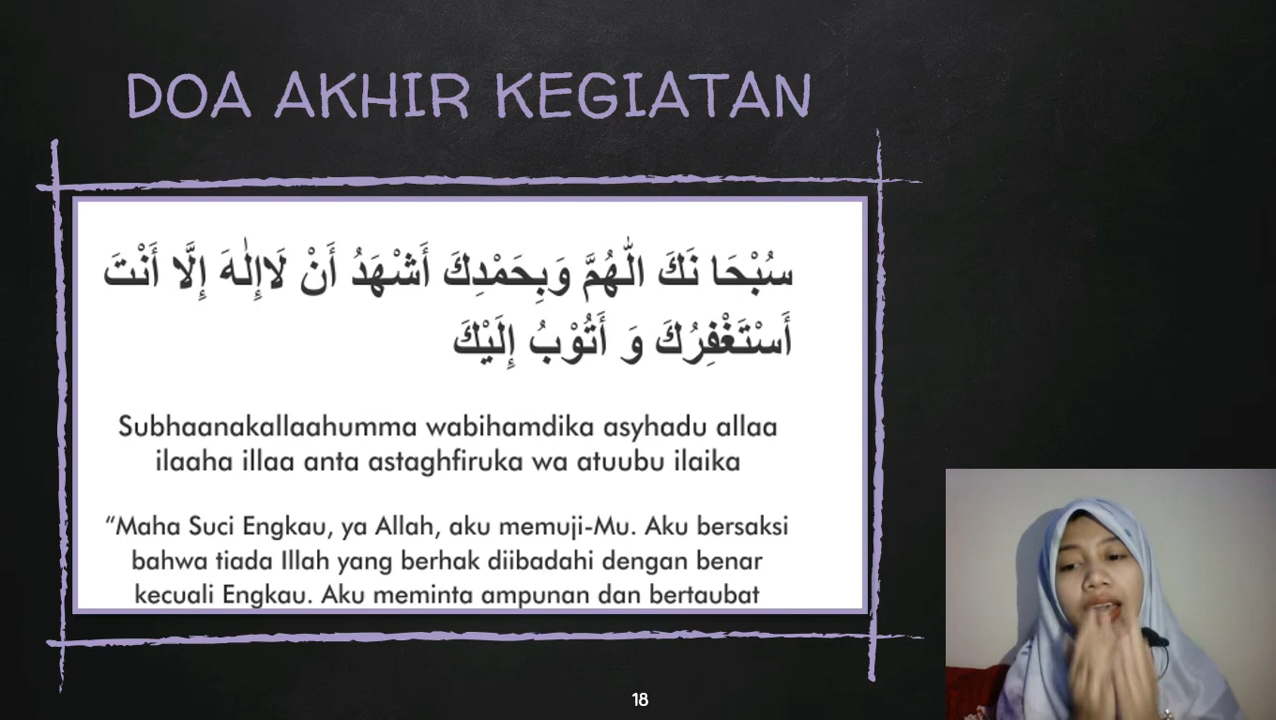 DOA AKHIR KEGIATAN
سُبْحَا نَكَ اللّٰهُمَّ وَبِحَمْدِكَ أَشْهَدُ أَنْ لَاإِلٰهَ إِلَّا أَنْتَ
أَسْتَغْفِرُكَ وَ أَتُوْبُ إِلَيْكَ
Subhaanakallaahumma wabihamdika asyhadu allaa
ilaaha illaa anta astaghfiruka wa atuubu ilaika
“Maha Suci Engkau, ya Allah, aku memuji-Mu. Aku bersaksi
bahwa tiada Illah yang berhak diibadahi dengan benar
kecuali Engkau. Aku meminta ampunan dan bertaubat
18